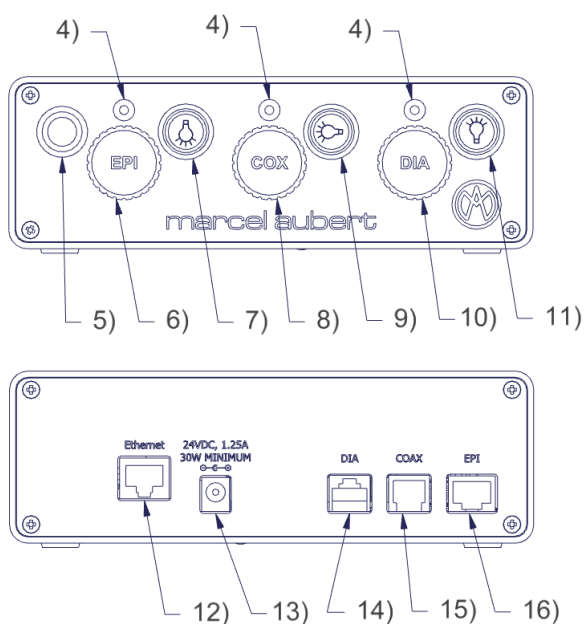 4) 4) 4)
EPI COX DIA
marcel aubert
5) 6) 7) 8) 9) 10) 11)
Ethernet 24VDC, 1.25A DIA COAX EPI
30W MINIMUM
12) 13) 14) 15) 16)